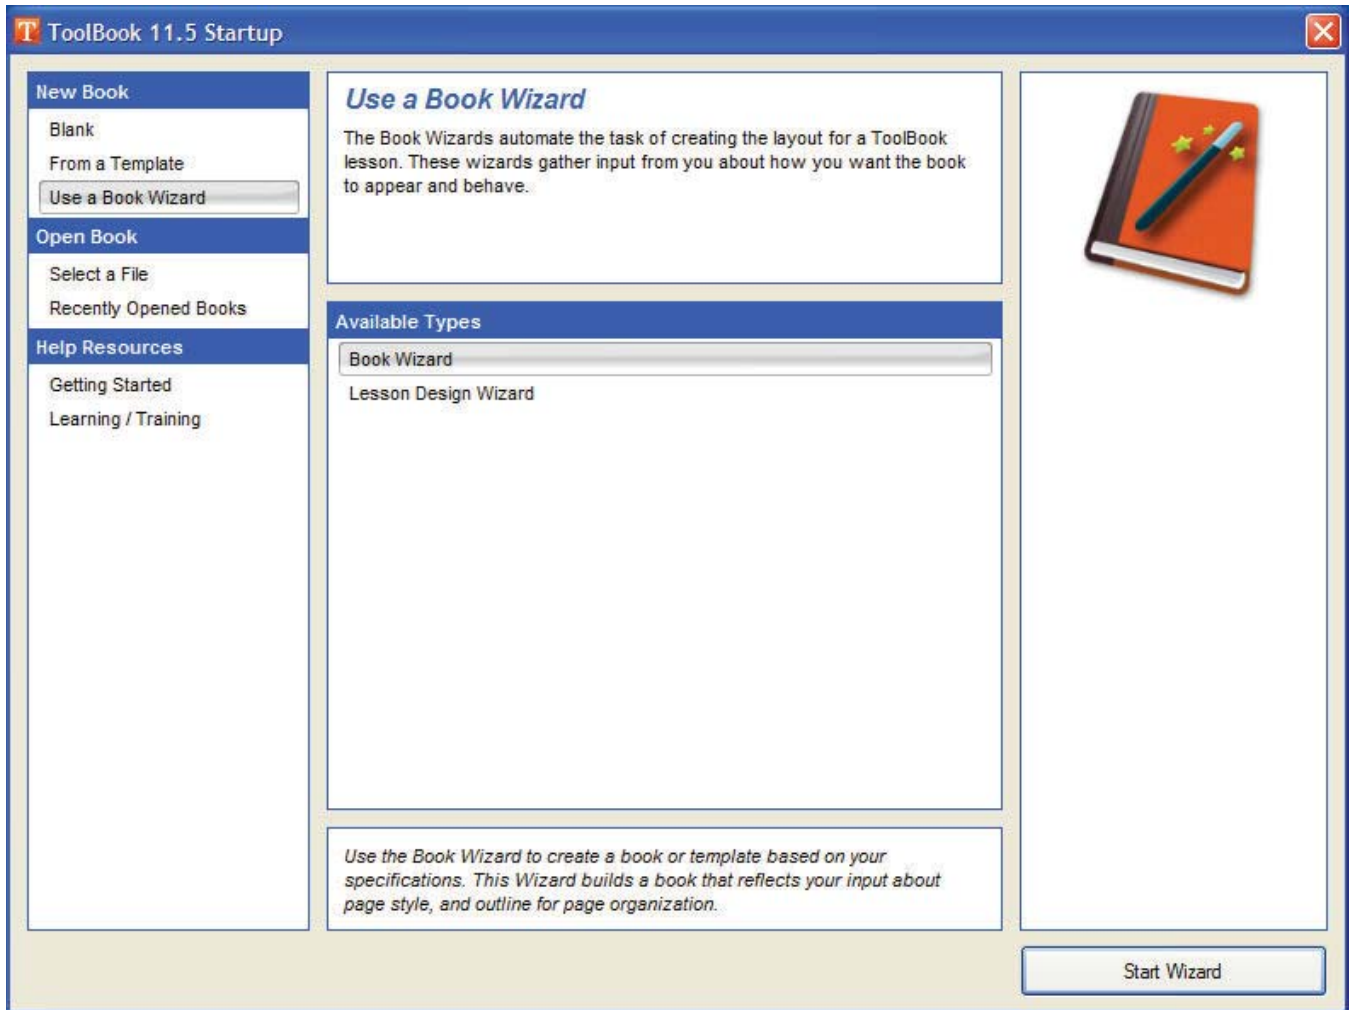 ToolBook 11.5 Startup
New Book
Blank
From a Template
Use a Book Wizard
Open Book
Select a File
Recently Opened Books
Help Resources
Getting Started
Learning / Training
Use a Book Wizard
The Book Wizards automate the task of creating the layout for a ToolBook
lesson. These wizards gather input from you about how you want the book
to appear and behave.
Available Types
Book Wizard
Lesson Design Wizard
Use the Book Wizard to create a book or template based on your
specifications. This Wizard builds a book that reflects your input about
page style, and outline for page organization.
Start Wizard